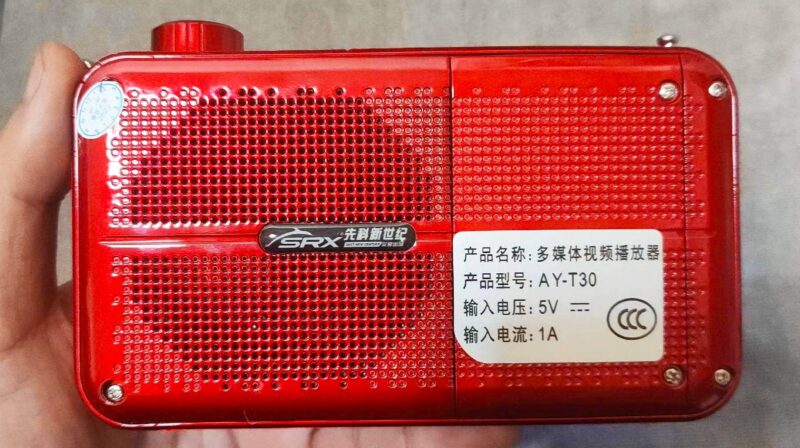 SRX 先科新世纪
产品名称：多媒体视频播放器
产品型号：AY-T30
输入电压：5V ⎓
输入电流：1A
CCC